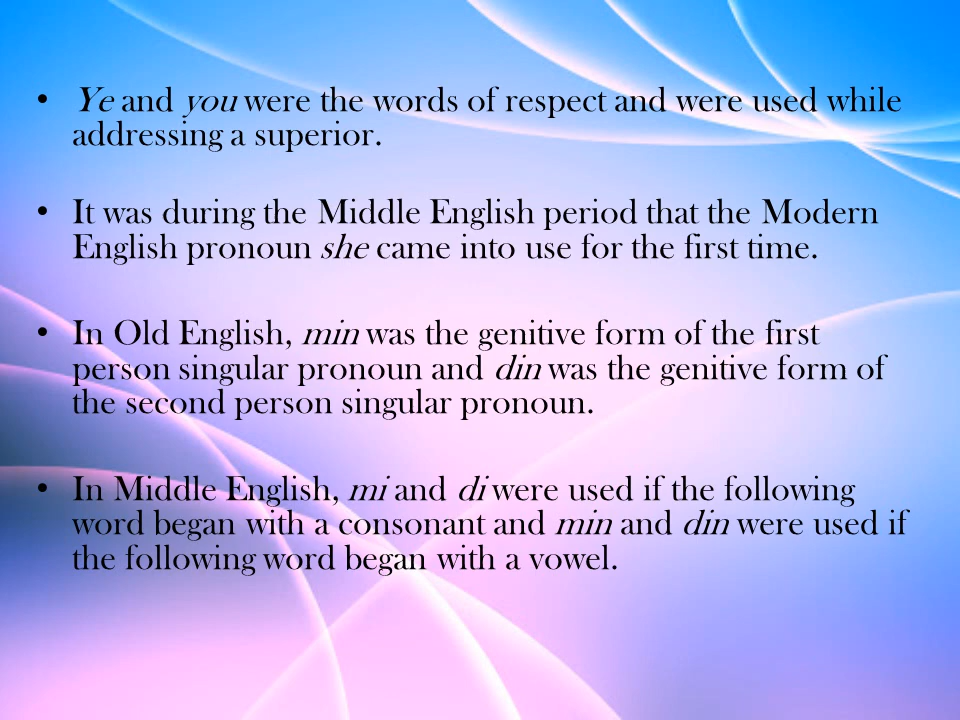 • Ye and you were the words of respect and were used while
addressing a superior.
• It was during the Middle English period that the Modern
English pronoun she came into use for the first time.
• In Old English, min was the genitive form of the first
person singular pronoun and din was the genitive form of
the second person singular pronoun.
• In Middle English, mi and di were used if the following
word began with a consonant and min and din were used if
the following word began with a vowel.